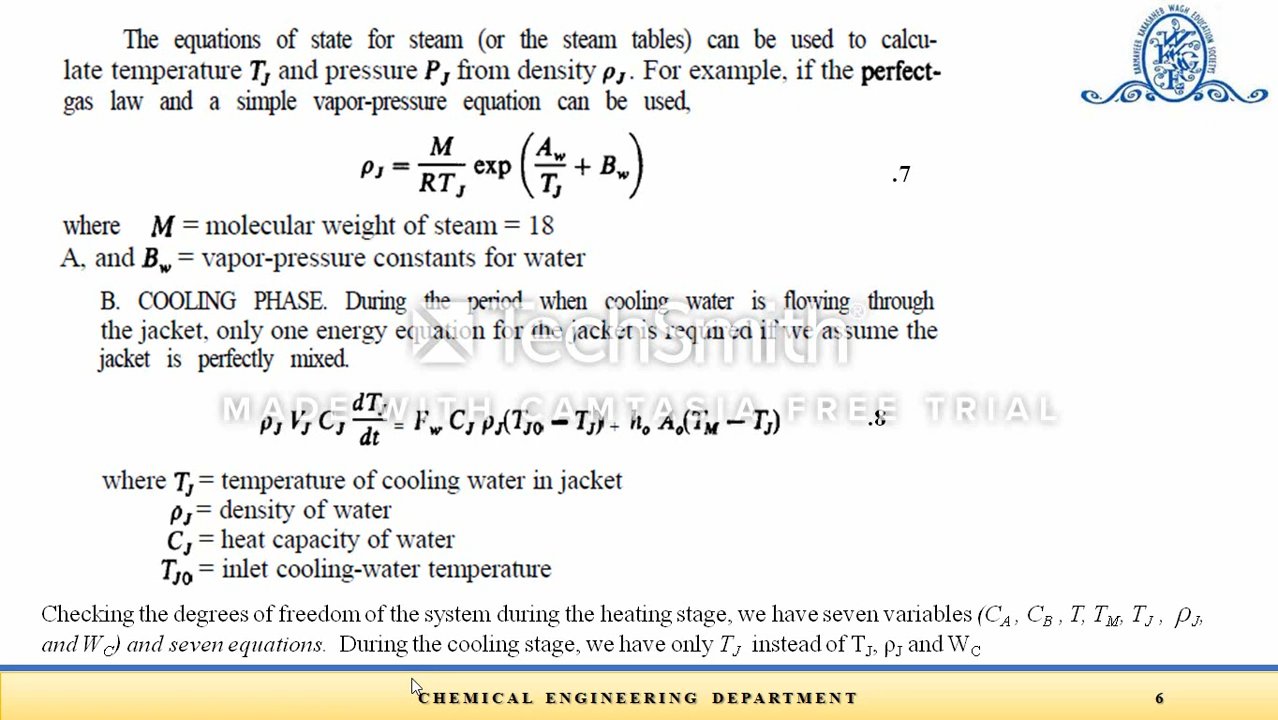 The equations of state for steam (or the steam tables) can be used to calcu-
late temperature T_J and pressure P_J from density ρ_J. For example, if the perfect-
gas law and a simple vapor-pressure equation can be used,
ρ_J = M/(RT_J) exp (A_w/T_J + B_w) .7
where M = molecular weight of steam = 18
A, and B_w = vapor-pressure constants for water
B. COOLING PHASE. During the period when cooling water is flowing through
the jacket, only one energy equation for the jacket is required if we assume the
jacket is perfectly mixed.
TechSmith®
MADE WITH CAMTASIA FREE TRIAL
ρ_J V_J C_J dT_J/dt = F_w C_J ρ_J(T_J0 − T_J) + h_o A_o(T_M − T_J) .8
where T_J = temperature of cooling water in jacket
ρ_J = density of water
C_J = heat capacity of water
T_J0 = inlet cooling-water temperature
Checking the degrees of freedom of the system during the heating stage, we have seven variables (C_A , C_B , T, T_M, T_J , ρ_J,
and W_C) and seven equations. During the cooling stage, we have only T_J instead of T_J, ρ_J and W_C
CHEMICAL ENGINEERING DEPARTMENT 6
KARMAVEER KAKASAHEB WAGH EDUCATION SOCIETY